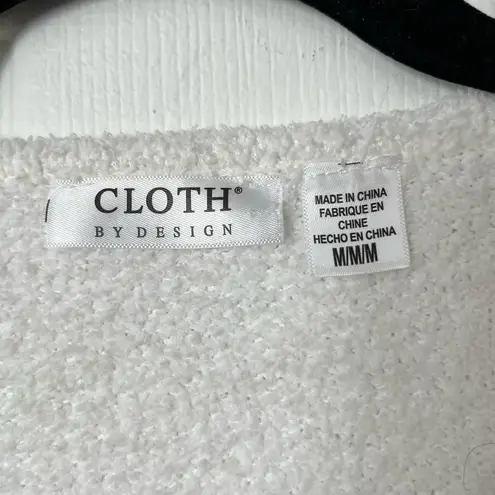 CLOTH®
BY DESIGN
MADE IN CHINA
FABRIQUE EN
CHINE
HECHO EN CHINA
M/M/M